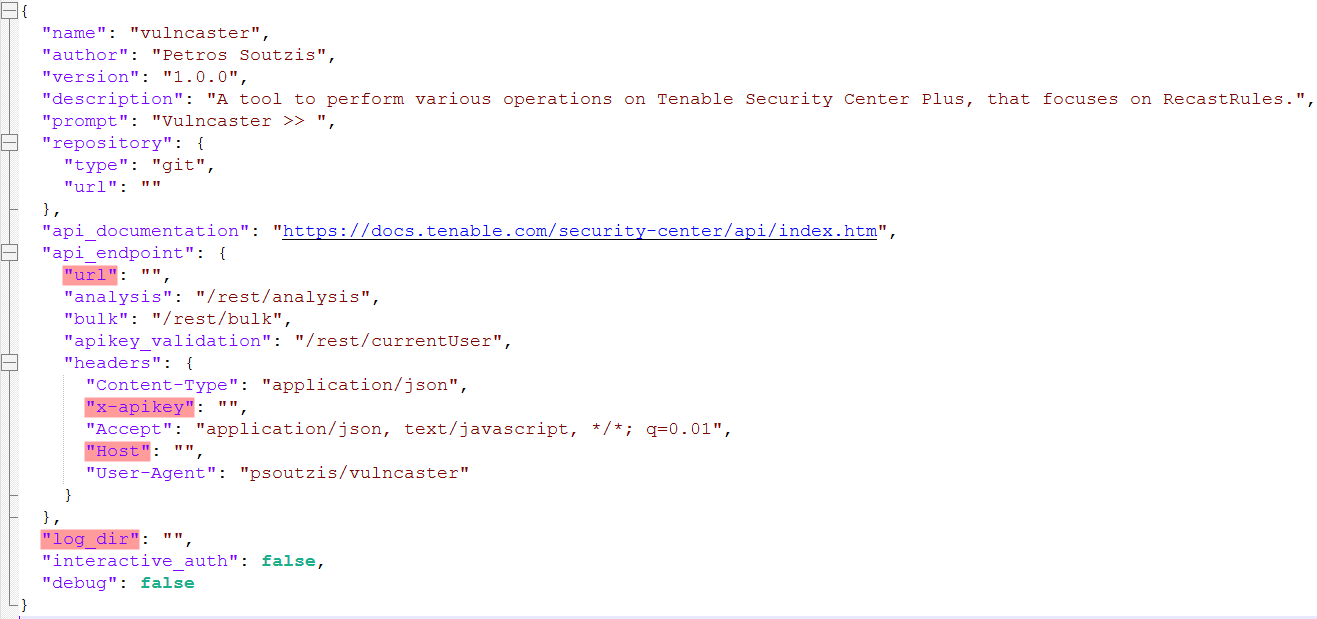 {
"name": "vulncaster",
"author": "Petros Soutzis",
"version": "1.0.0",
"description": "A tool to perform various operations on Tenable Security Center Plus, that focuses on RecastRules.",
"prompt": "Vulncaster >> ",
"repository": {
"type": "git",
"url": ""
},
"api_documentation": "https://docs.tenable.com/security-center/api/index.htm",
"api_endpoint": {
"url": "",
"analysis": "/rest/analysis",
"bulk": "/rest/bulk",
"apikey_validation": "/rest/currentUser",
"headers": {
"Content-Type": "application/json",
"x-apikey": "",
"Accept": "application/json, text/javascript, */*; q=0.01",
"Host": "",
"User-Agent": "psoutzis/vulncaster"
}
},
"log_dir": "",
"interactive_auth": false,
"debug": false
}